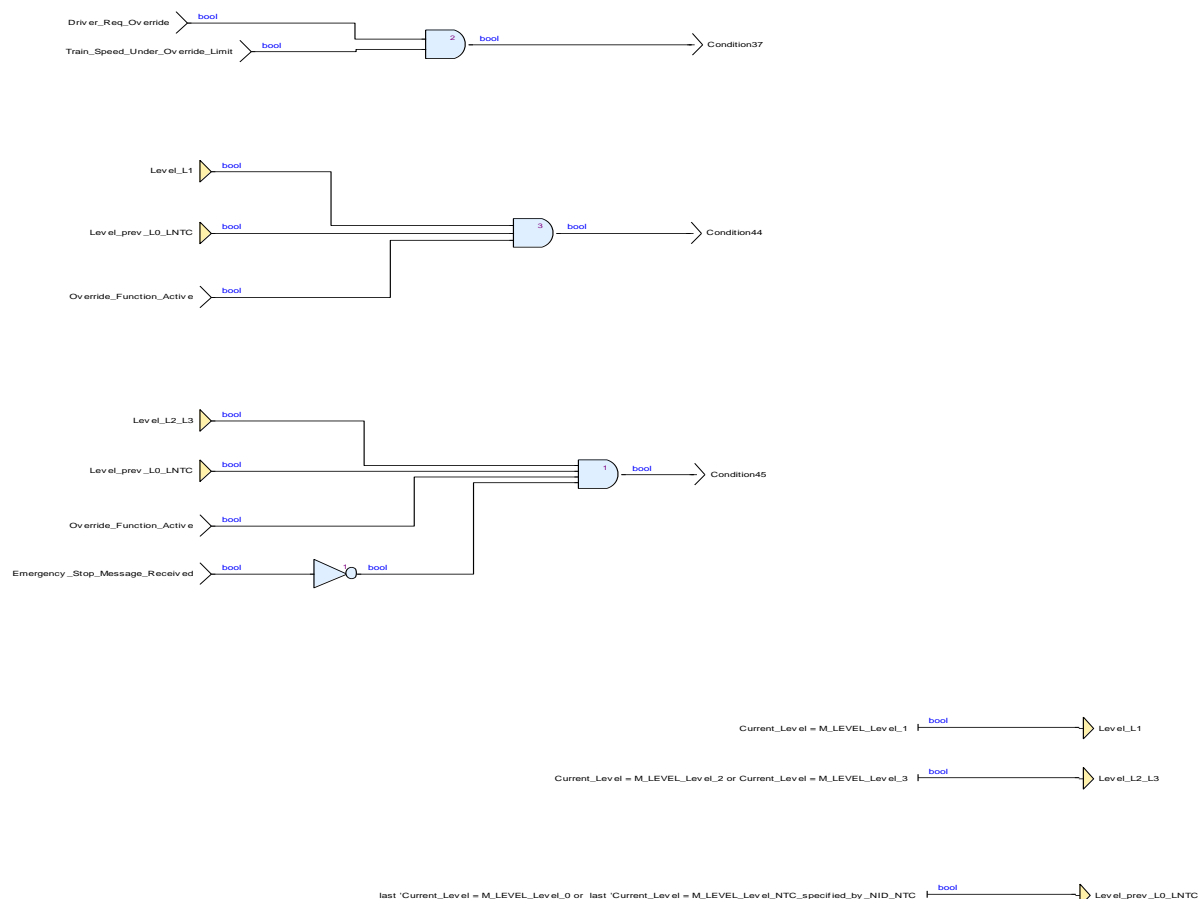 Driver_Req_Override bool
Train_Speed_Under_Override_Limit bool
2 bool Condition37
Level_L1 bool
Level_prev_L0_LNTC bool
3 bool Condition44
Override_Function_Active bool
Level_L2_L3 bool
Level_prev_L0_LNTC bool
1 bool Condition45
Override_Function_Active bool
Emergency_Stop_Message_Received bool 1 bool
Current_Level = M_LEVEL_Level_1 bool Level_L1
Current_Level = M_LEVEL_Level_2 or Current_Level = M_LEVEL_Level_3 bool Level_L2_L3
last 'Current_Level = M_LEVEL_Level_0 or last 'Current_Level = M_LEVEL_Level_NTC_specified_by_NID_NTC bool Level_prev_L0_LNTC